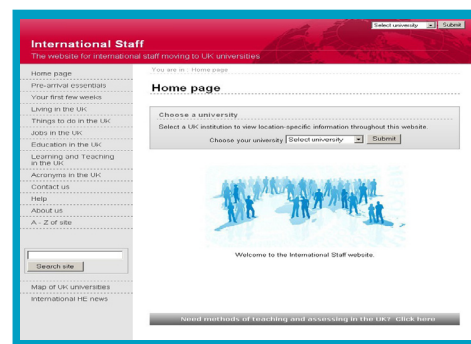 Select university Submit
International Staff
The website for international staff moving to UK universities
You are in : Home page
Home page
Pre-arrival essentials
Your first few weeks
Living in the UK
Things to do in the UK
Jobs in the UK
Education in the UK
Learning and Teaching
in the UK
Acronyms in the UK
Contact us
Help
About us
A - Z of site
Search site
Map of UK universities
International HE news
Home page
Choose a university
Select a UK institution to view location-specific information throughout this website.
Choose your university Select university Submit
Welcome to the International Staff website.
Need methods of teaching and assessing in the UK? Click here